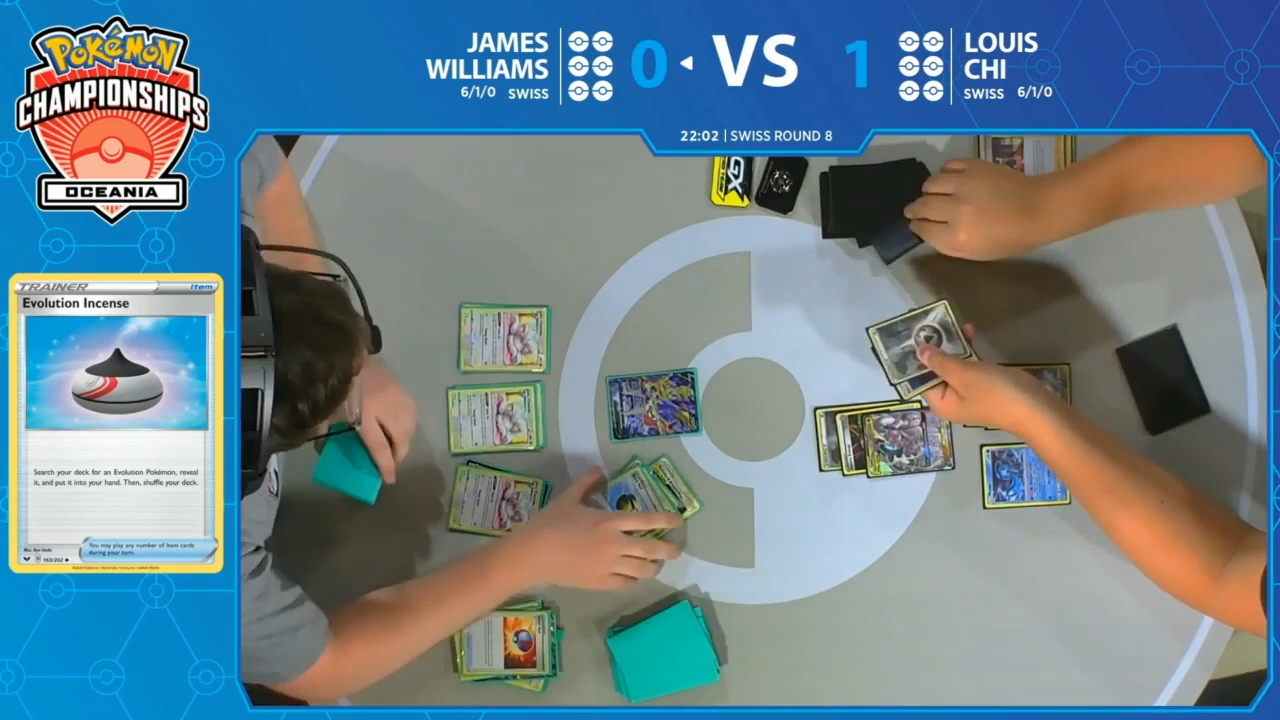 Pokémon
CHAMPIONSHIPS
OCEANIA
JAMES
WILLIAMS
6/1/0 SWISS
0
VS
1
LOUIS
CHI
SWISS 6/1/0
22:02 | SWISS ROUND 8
TRAINER
Item
Evolution Incense
Search your deck for an Evolution Pokémon, reveal
it, and put it into your hand. Then, shuffle your deck.
You may play any number of Item cards
during your turn.
163/202
GX